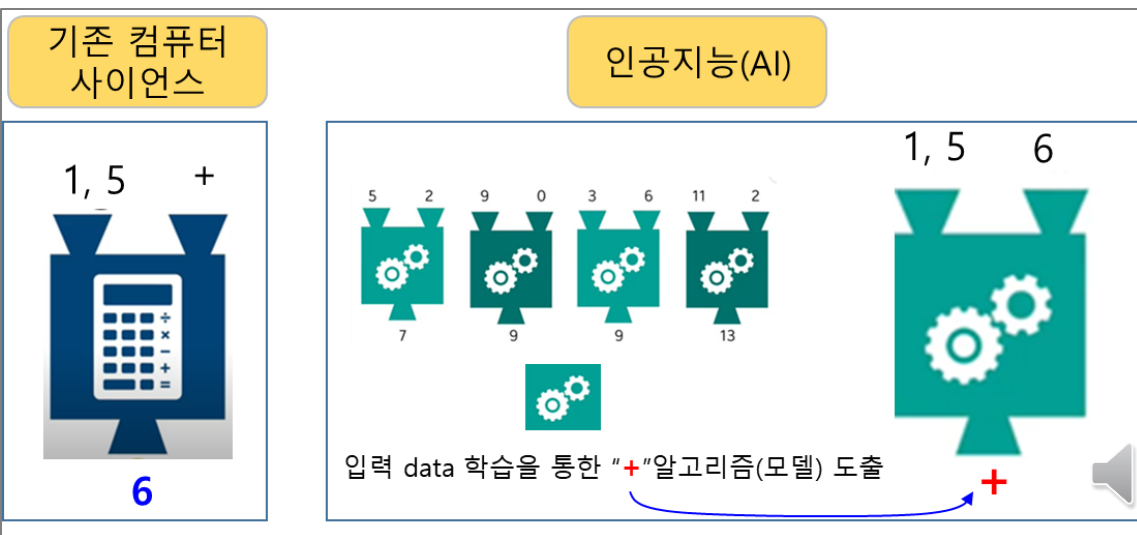 기존 컴퓨터
사이언스
인공지능(AI)
1, 5 +
÷
×
−
+
=
6
5 2 9 0 3 6 11 2
7 9 9 13
입력 data 학습을 통한 "+"알고리즘(모델) 도출
1, 5 6
+